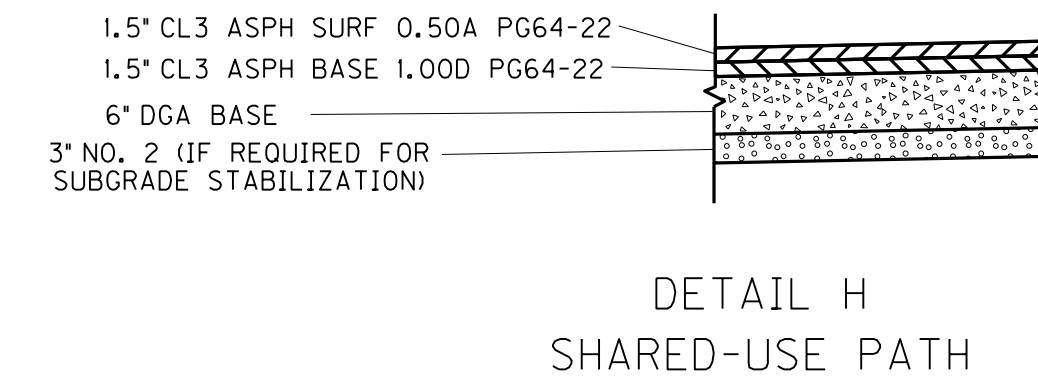 1.5" CL3 ASPH SURF 0.50A PG64-22
1.5" CL3 ASPH BASE 1.00D PG64-22
6" DGA BASE
3" NO. 2 (IF REQUIRED FOR
SUBGRADE STABILIZATION)
DETAIL H
SHARED-USE PATH